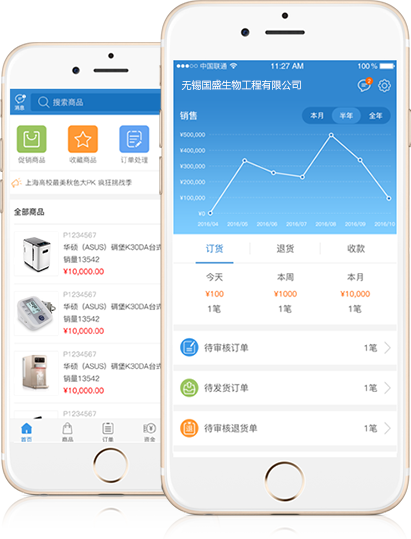 搜索商品
消息
促销商品
收藏商品
订单处理
上海高校最美秋色大PK 疯狂挑战季
全部商品
P1234567
华硕（ASUS）碉堡K30DA台式
销量13542
¥10,000.00
P1234567
华硕（ASUS）碉堡K30DA台式
销量13542
¥10,000.00
P1234567
华硕（ASUS）碉堡K30DA台式
销量13542
¥10,000.00
P1234567
华硕（ASUS）碉堡K30DA台式
首页
商品
订单
资金
中国联通
11:27 AM
100%
无锡国盛生物工程有限公司
2
销售
本月
半年
全年
¥500,000
¥400,000
¥300,000
¥200,000
¥100,000
¥0
2016/04
2016/05
2016/06
2016/07
2016/08
2016/09
2016/10
订货
退货
收款
今天
本周
本月
¥100
¥1000
¥10,000
1笔
1笔
1笔
待审核订单
1笔
待发货订单
1笔
待审核退货单
1笔